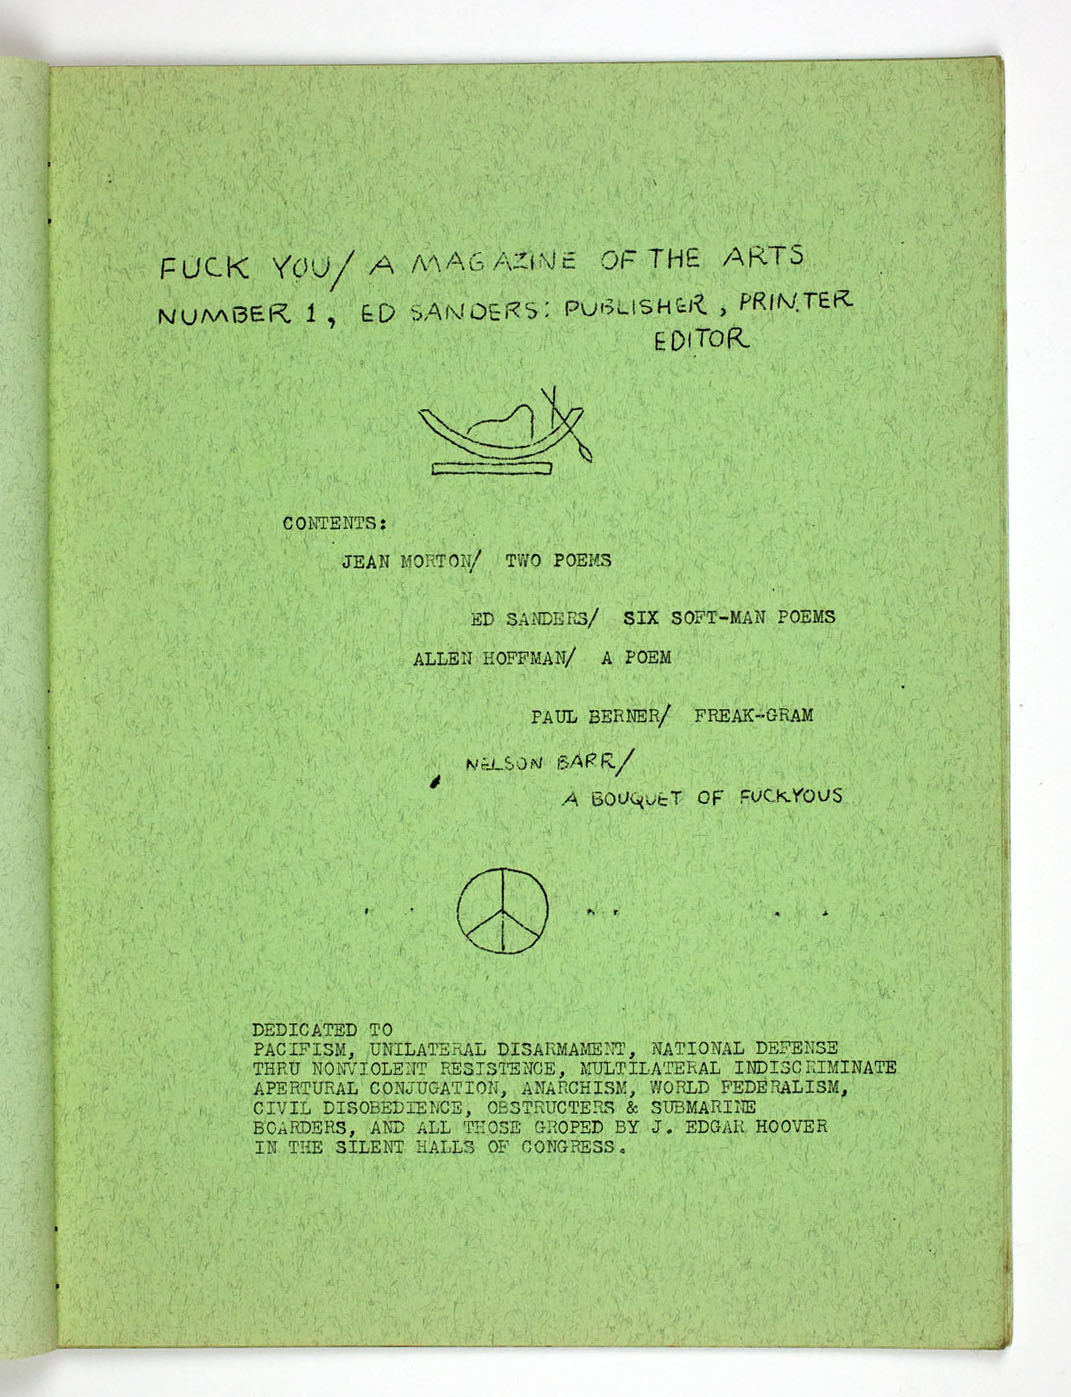 FUCK YOU/ A MAGAZINE OF THE ARTS
NUMBER 1, ED SANDERS: PUBLISHER, PRINTER
EDITOR
CONTENTS:
JEAN MORTON/ TWO POEMS
ED SANDERS/ SIX SOFT-MAN POEMS
ALLEN HOFFMAN/ A POEM
PAUL BERNER/ FREAK-GRAM
NELSON BARR/
A BOUQUET OF FUCKYOUS
DEDICATED TO
PACIFISM, UNILATERAL DISARMAMENT, NATIONAL DEFENSE
THRU NONVIOLENT RESISTENCE, MULTILATERAL INDISCRIMINATE
APERTURAL CONJUGATION, ANARCHISM, WORLD FEDERALISM,
CIVIL DISOBEDIENCE, OBSTRUCTERS & SUBMARINE
BOARDERS, AND ALL THOSE GROPED BY J. EDGAR HOOVER
IN THE SILENT HALLS OF CONGRESS.